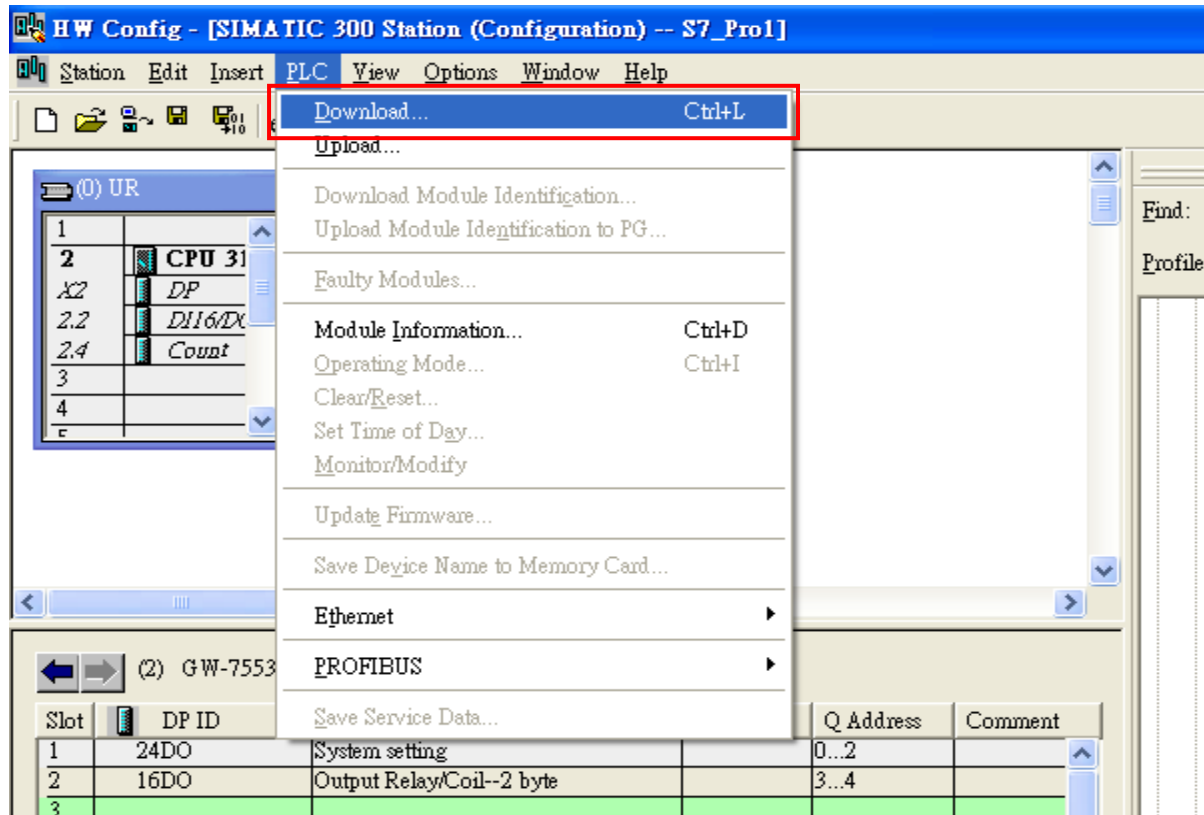 HW Config - [SIMATIC 300 Station (Configuration) -- S7_Pro1]
Station Edit Insert PLC View Options Window Help
Download... Ctrl+L
Upload...
Download Module Identification...
Upload Module Identification to PG...
Faulty Modules...
Module Information... Ctrl+D
Operating Mode... Ctrl+I
Clear/Reset...
Set Time of Day...
Monitor/Modify
Update Firmware...
Save Device Name to Memory Card...
Ethernet
PROFIBUS
Save Service Data...
(0) UR
1
2 CPU 31
X2 DP
2.2 DI16/DO
2.4 Count
3
4
Find:
Profile
(2) GW-7553
Slot DP ID Q Address Comment
1 24DO System setting 0...2
2 16DO Output Relay/Coil--2 byte 3...4
3